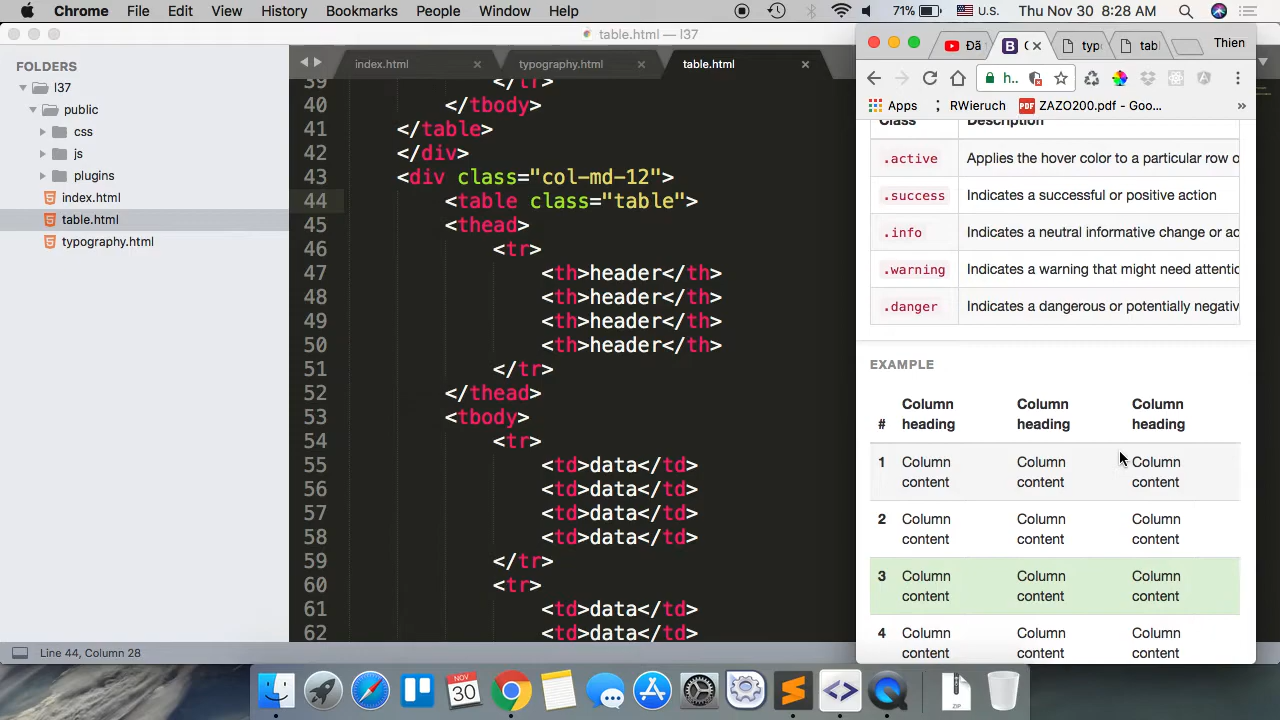 Chrome File Edit View History Bookmarks People Window Help 71% U.S. Thu Nov 30 8:28 AM
table.html — l37
FOLDERS
l37
public
css
js
plugins
index.html
table.html
typography.html
index.html × typography.html × table.html ×
39 </tr>
40 </tbody>
41 </table>
42 </div>
43 <div class="col-md-12">
44 <table class="table">
45 <thead>
46 <tr>
47 <th>header</th>
48 <th>header</th>
49 <th>header</th>
50 <th>header</th>
51 </tr>
52 </thead>
53 <tbody>
54 <tr>
55 <td>data</td>
56 <td>data</td>
57 <td>data</td>
58 <td>data</td>
59 </tr>
60 <tr>
61 <td>data</td>
62 <td>data</td>
Line 44, Column 28
Đã typ tab Thien
h..
Apps RWieruch ZAZO200.pdf - Goo... »
Class Description
.active Applies the hover color to a particular row o
.success Indicates a successful or positive action
.info Indicates a neutral informative change or ac
.warning Indicates a warning that might need attentic
.danger Indicates a dangerous or potentially negativ
EXAMPLE
# Column heading Column heading Column heading
1 Column content Column content Column content
2 Column content Column content Column content
3 Column content Column content Column content
4 Column content Column content Column content
NOV
30
PDF
ZIP